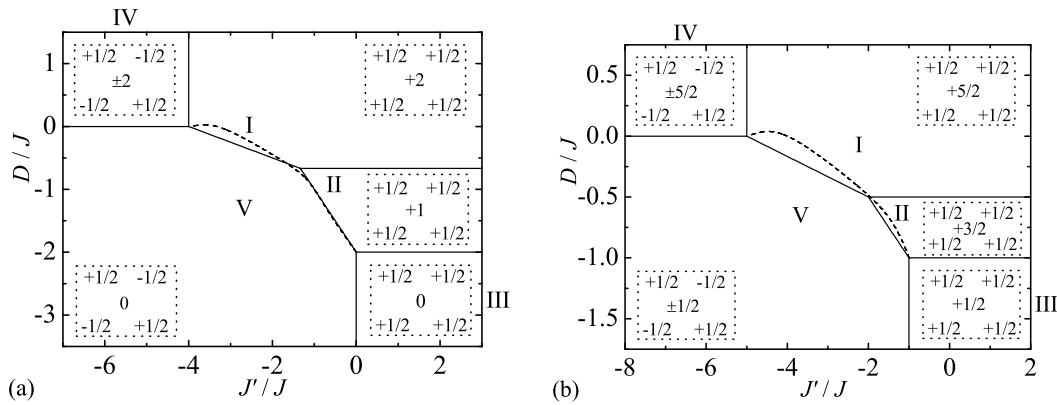 IV
+1/2 -1/2
±2
-1/2 +1/2
+1/2 +1/2
+2
+1/2 +1/2
I
II
V
+1/2 +1/2
+1
+1/2 +1/2
+1/2 -1/2
0
-1/2 +1/2
+1/2 +1/2
0
+1/2 +1/2
III
1
0
-1
-2
-3
D / J
-6 -4 -2 0 2
J' / J
(a)
IV
+1/2 -1/2
±5/2
-1/2 +1/2
+1/2 +1/2
+5/2
+1/2 +1/2
I
II
V
+1/2 +1/2
+3/2
+1/2 +1/2
+1/2 -1/2
±1/2
-1/2 +1/2
+1/2 +1/2
+1/2
+1/2 +1/2
III
0.5
0.0
-0.5
-1.0
-1.5
D / J
-8 -6 -4 -2 0 2
J' / J
(b)